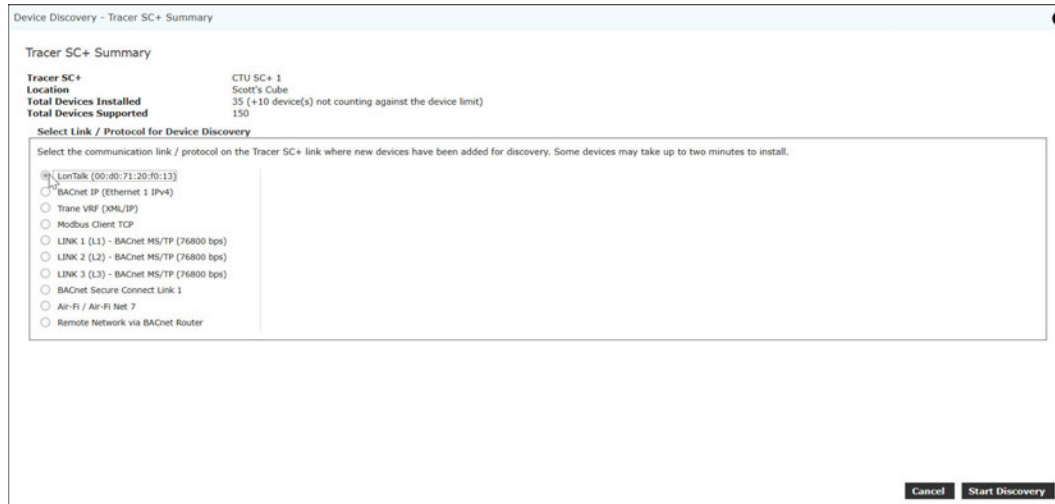 Device Discovery - Tracer SC+ Summary
Tracer SC+ Summary
Tracer SC+ CTU SC+ 1
Location Scott's Cube
Total Devices Installed 35 (+10 device(s) not counting against the device limit)
Total Devices Supported 150
Select Link / Protocol for Device Discovery
Select the communication link / protocol on the Tracer SC+ link where new devices have been added for discovery. Some devices may take up to two minutes to install.
LonTalk (00:d0:71:20:f0:13)
BACnet IP (Ethernet 1 IPv4)
Trane VRF (XML/IP)
Modbus Client TCP
LINK 1 (L1) - BACnet MS/TP (76800 bps)
LINK 2 (L2) - BACnet MS/TP (76800 bps)
LINK 3 (L3) - BACnet MS/TP (76800 bps)
BACnet Secure Connect Link 1
Air-Fi / Air-Fi Net 7
Remote Network via BACnet Router
Cancel Start Discovery